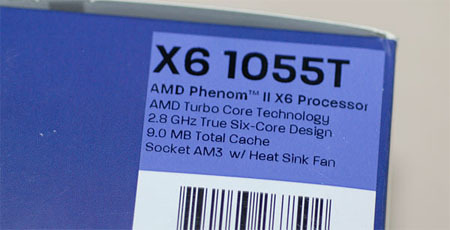 X6 1055T
AMD Phenom™ II X6 Processor
AMD Turbo Core Technology
2.8 GHz True Six-Core Design
9.0 MB Total Cache
Socket AM3 w/ Heat Sink Fan